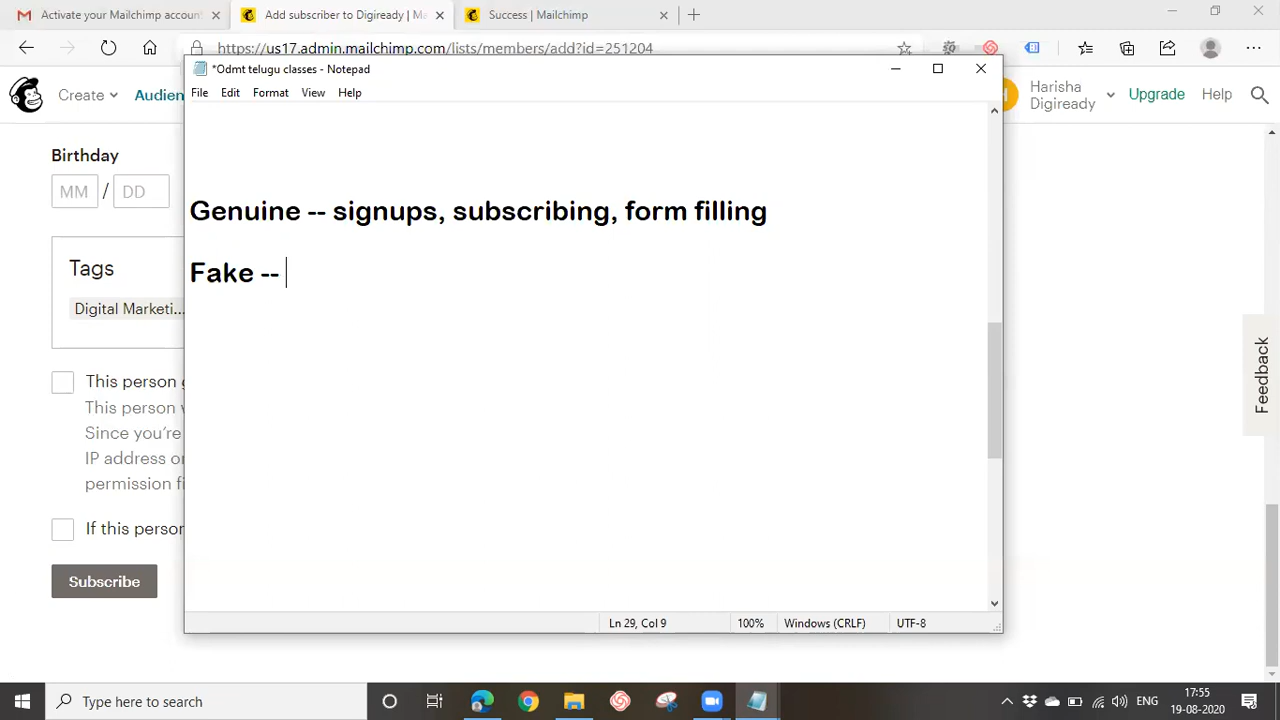 Activate your Mailchimp accoun
Add subscriber to Digiready | Ma
Success | Mailchimp
https://us17.admin.mailchimp.com/lists/members/add?id=251204
*Odmt telugu classes - Notepad
File Edit Format View Help
Create
Audien
Harisha
Digiready
Upgrade
Help
Birthday
MM / DD
Genuine -- signups, subscribing, form filling
Tags
Fake --
Digital Marketi...
This person g
This person w
Since you're
IP address or
permission fi
If this person
Subscribe
Feedback
Ln 29, Col 9
100%
Windows (CRLF)
UTF-8
Type here to search
ENG
17:55
19-08-2020